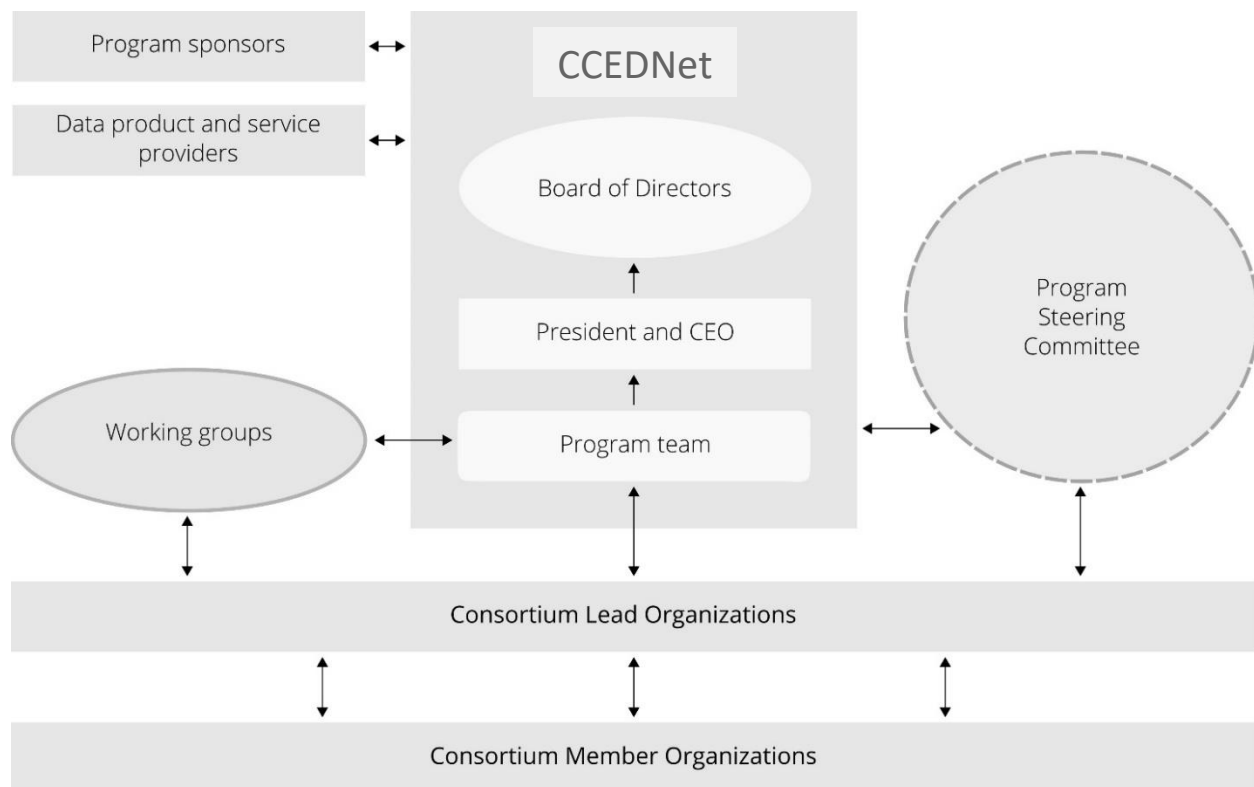 Program sponsors
CCEDNet
Data product and service
providers
Board of Directors
Program
Steering
Committee
President and CEO
Working groups
Program team
Consortium Lead Organizations
Consortium Member Organizations